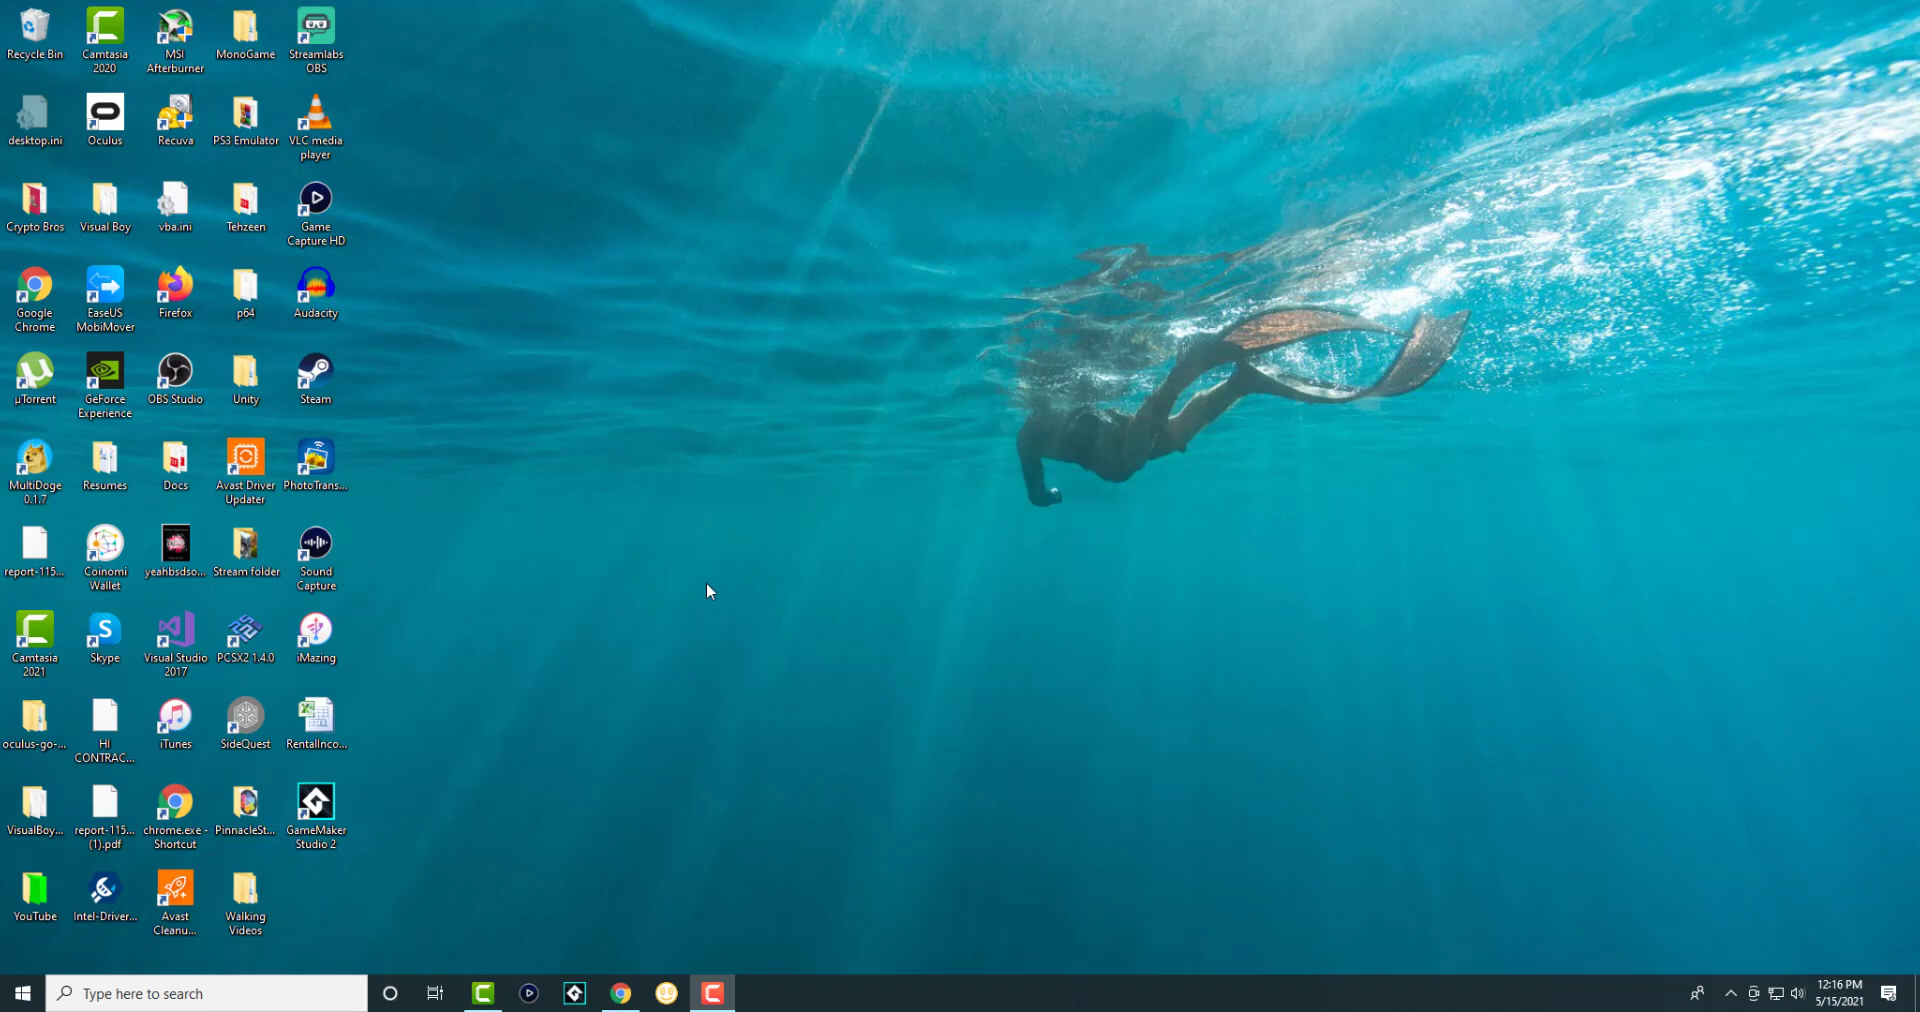 Recycle Bin
Camtasia
2020
MSI
Afterburner
MonoGame
Streamlabs
OBS
desktop.ini
Oculus
Recuva
PS3 Emulator
VLC media
player
Crypto Bros
Visual Boy
vba.ini
Tehzeen
Game
Capture HD
Google
Chrome
EaseUS
MobiMover
Firefox
p64
Audacity
µTorrent
GeForce
Experience
OBS Studio
Unity
Steam
MultiDoge
0.1.7
Resumes
Docs
Avast Driver
Updater
PhotoTrans...
report-115...
Coinomi
Wallet
yeahbsdso...
Stream folder
Sound
Capture
Camtasia
2021
Skype
Visual Studio
2017
PCSX2 1.4.0
iMazing
oculus-go-...
HI
CONTRAC...
iTunes
SideQuest
RentalInco...
VisualBoy...
report-115...
(1).pdf
chrome.exe -
Shortcut
PinnacleSt...
GameMaker
Studio 2
YouTube
Intel-Driver...
Avast
Cleanu...
Walking
Videos
Type here to search
12:16 PM
5/15/2021